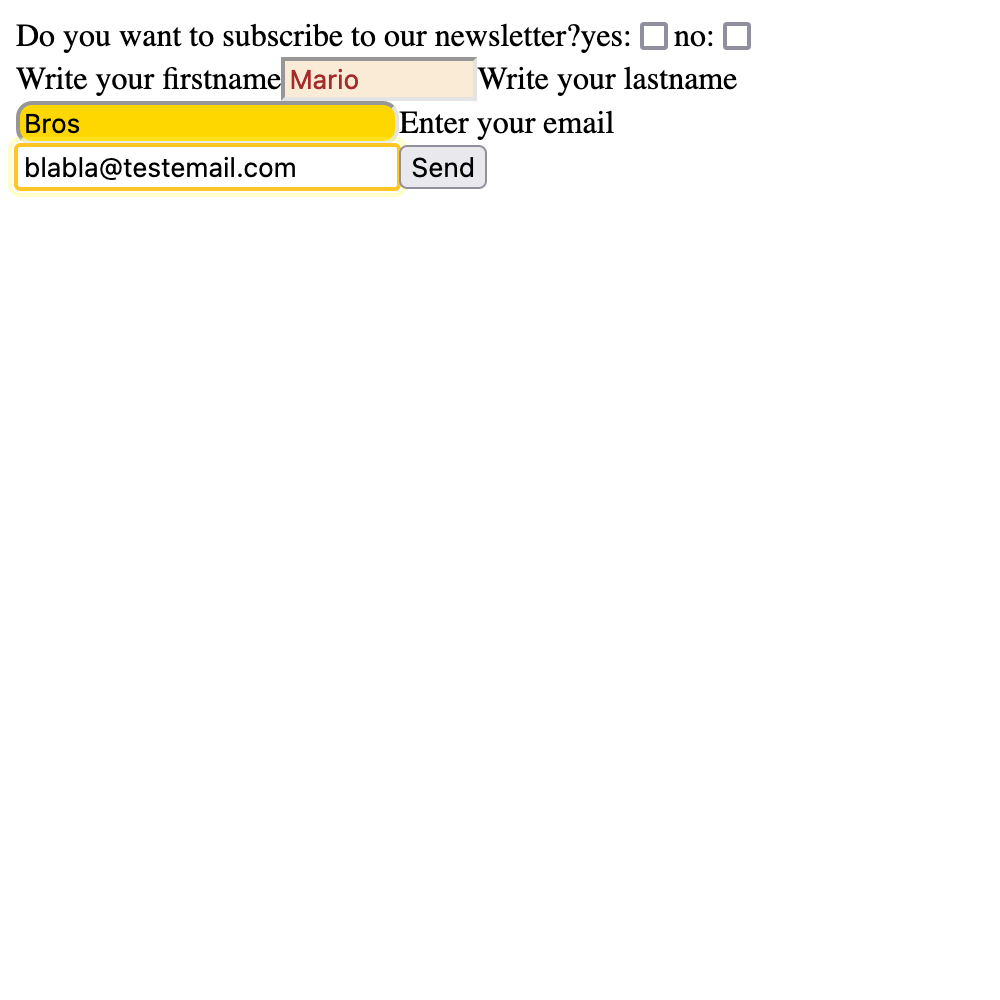 Do you want to subscribe to our newsletter?yes: no:
Write your firstname Mario Write your lastname
Bros Enter your email
blabla@testemail.com Send